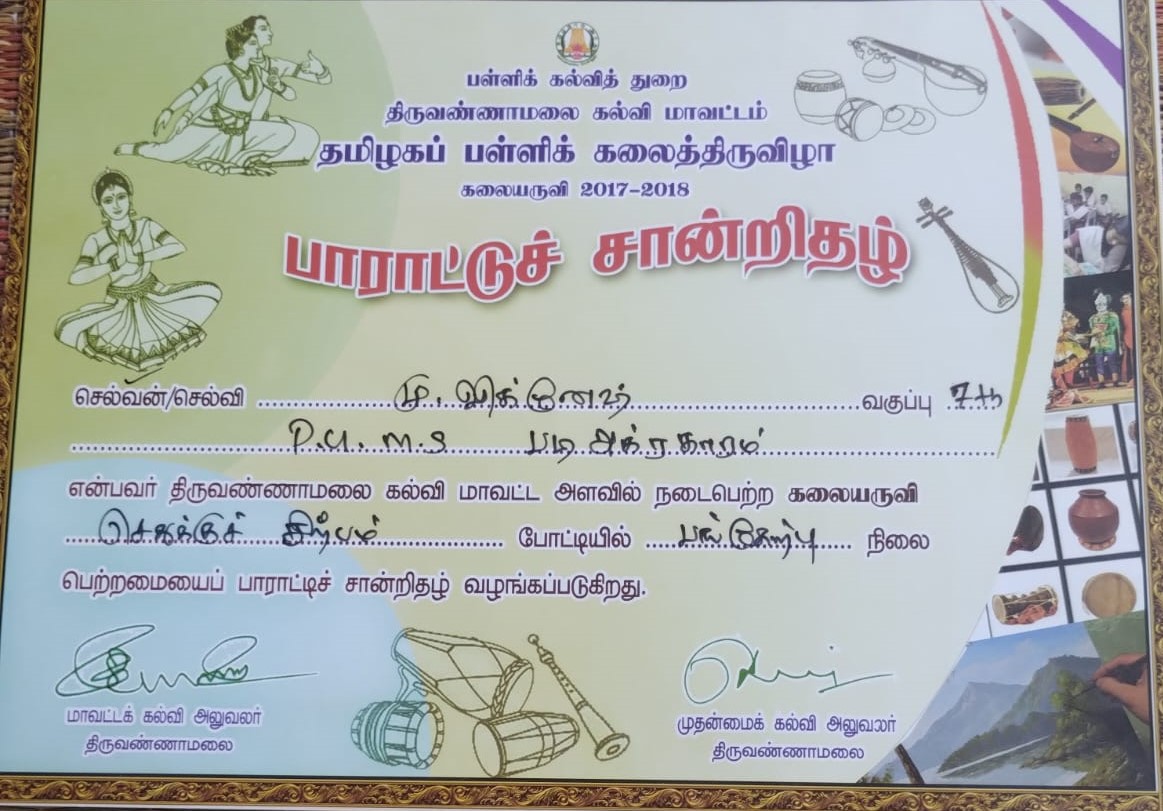 பள்ளிக் கல்வித் துறை
திருவண்ணாமலை கல்வி மாவட்டம்
தமிழகப் பள்ளிக் கலைத்திருவிழா
கலையருவி 2017-2018
பாராட்டுச் சான்றிதழ்
செல்வன்/செல்வி மு. விக்னேஷ் வகுப்பு 7th
P.U.M.S படிஅக்ரகாரம்
என்பவர் திருவண்ணாமலை கல்வி மாவட்ட அளவில் நடைபெற்ற கலையருவி
செதுக்குச் சிற்பம் போட்டியில் பங்கேற்பு நிலை
பெற்றமையைப் பாராட்டிச் சான்றிதழ் வழங்கப்படுகிறது.
மாவட்டக் கல்வி அலுவலர்
திருவண்ணாமலை
முதன்மைக் கல்வி அலுவலர்
திருவண்ணாமலை